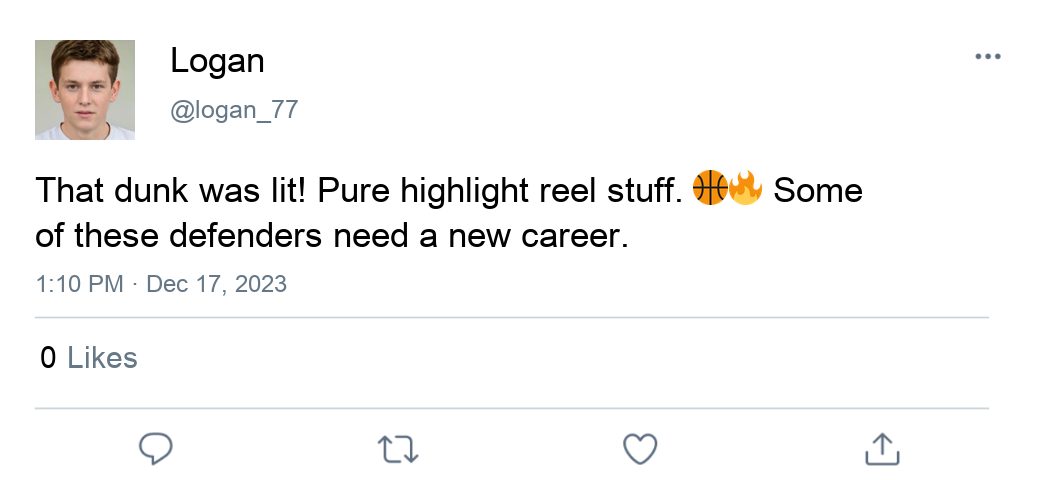 Logan
@logan_77
That dunk was lit! Pure highlight reel stuff. 🏀🔥 Some
of these defenders need a new career.
1:10 PM · Dec 17, 2023
0 Likes